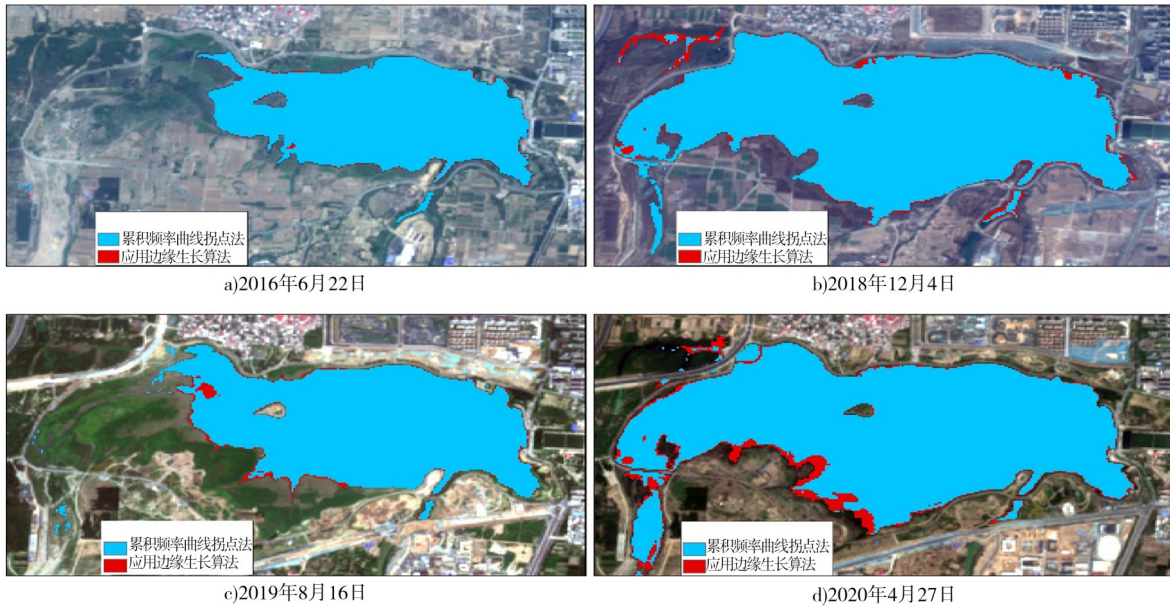 累积频率曲线拐点法
应用边缘生长算法
a)2016年6月22日
累积频率曲线拐点法
应用边缘生长算法
b)2018年12月4日
累积频率曲线拐点法
应用边缘生长算法
c)2019年8月16日
累积频率曲线拐点法
应用边缘生长算法
d)2020年4月27日